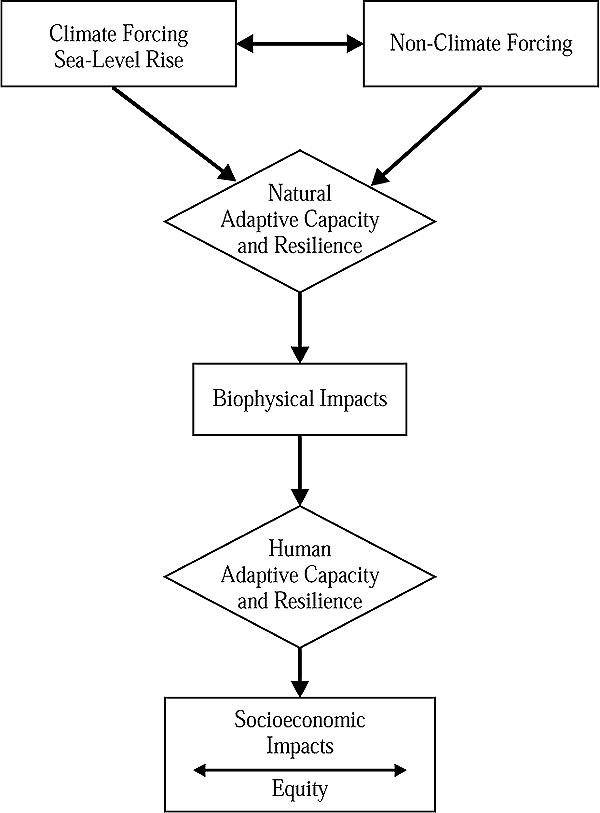 Climate Forcing
Sea-Level Rise
Non-Climate Forcing
Natural
Adaptive Capacity
and Resilience
Biophysical Impacts
Human
Adaptive Capacity
and Resilience
Socioeconomic
Impacts
Equity